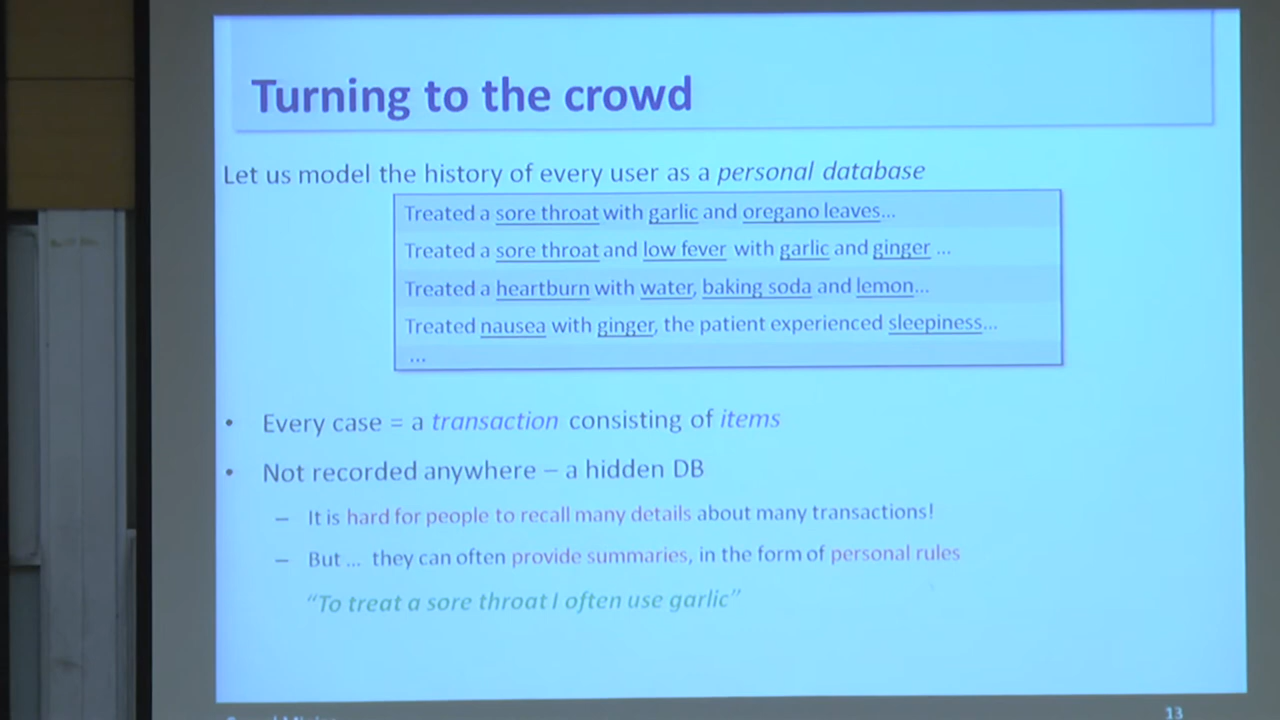 Turning to the crowd
Let us model the history of every user as a personal database
Treated a sore throat with garlic and oregano leaves...
Treated a sore throat and low fever with garlic and ginger ...
Treated a heartburn with water, baking soda and lemon...
Treated nausea with ginger, the patient experienced sleepiness...
...
• Every case = a transaction consisting of items
• Not recorded anywhere – a hidden DB
– It is hard for people to recall many details about many transactions!
– But ... they can often provide summaries, in the form of personal rules
“To treat a sore throat I often use garlic”
13